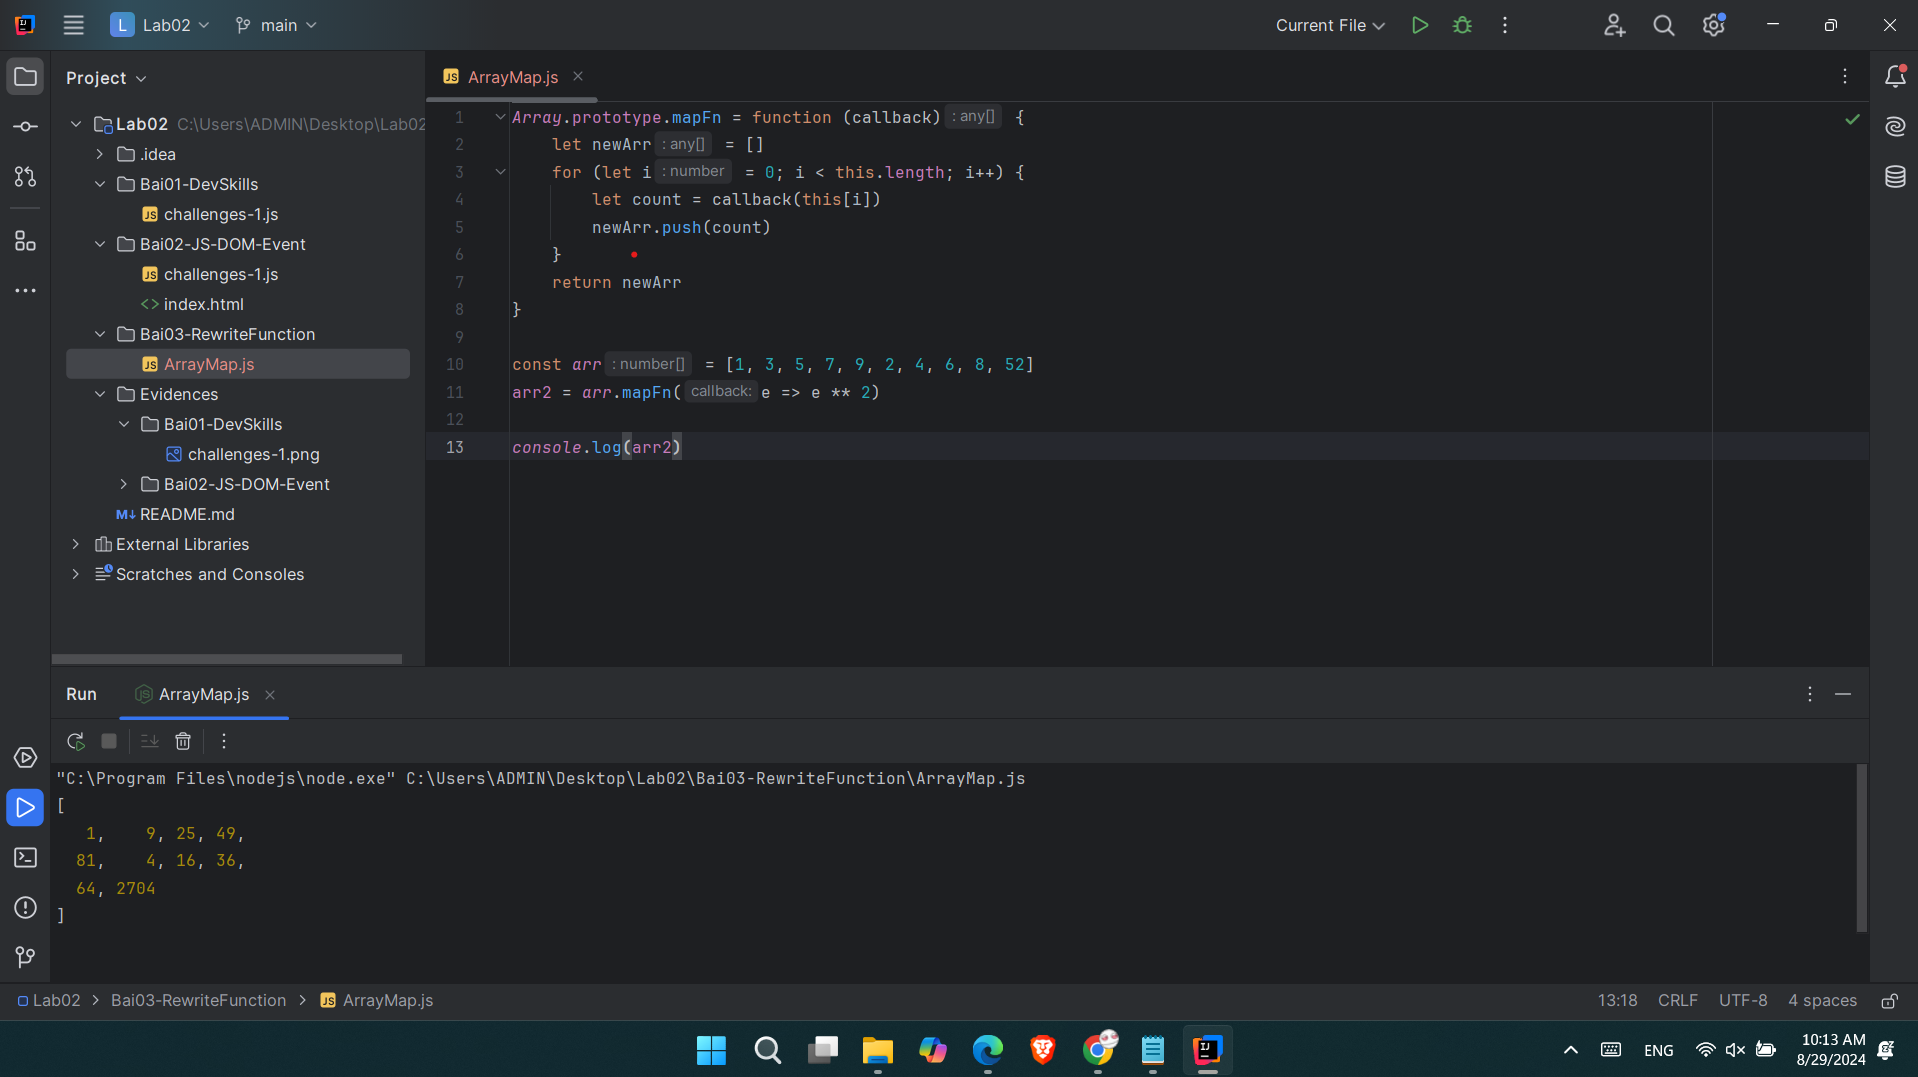 L Lab02 main Current File
Project
ArrayMap.js
Lab02 C:\Users\ADMIN\Desktop\Lab02
.idea
Bai01-DevSkills
challenges-1.js
Bai02-JS-DOM-Event
challenges-1.js
index.html
Bai03-RewriteFunction
ArrayMap.js
Evidences
Bai01-DevSkills
challenges-1.png
Bai02-JS-DOM-Event
README.md
External Libraries
Scratches and Consoles
1 Array.prototype.mapFn = function (callback) : any[] {
2 let newArr : any[] = []
3 for (let i : number = 0; i < this.length; i++) {
4 let count = callback(this[i])
5 newArr.push(count)
6 }
7 return newArr
8 }
9
10 const arr : number[] = [1, 3, 5, 7, 9, 2, 4, 6, 8, 52]
11 arr2 = arr.mapFn( callback: e => e ** 2)
12
13 console.log(arr2)
Run ArrayMap.js
"C:\Program Files\nodejs\node.exe" C:\Users\ADMIN\Desktop\Lab02\Bai03-RewriteFunction\ArrayMap.js
[
1, 9, 25, 49,
81, 4, 16, 36,
64, 2704
]
Lab02 > Bai03-RewriteFunction > JS ArrayMap.js 13:18 CRLF UTF-8 4 spaces
ENG 10:13 AM
8/29/2024